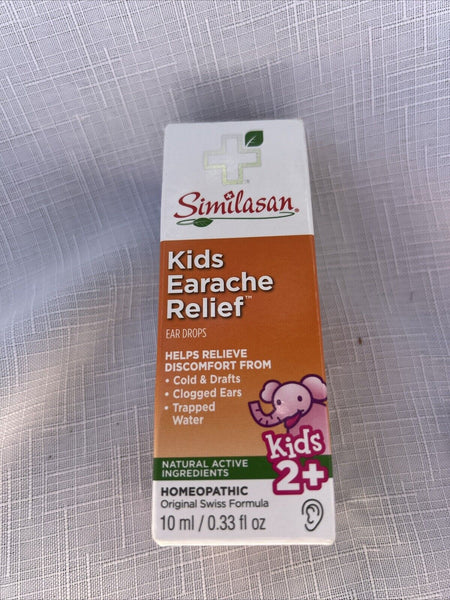 Similasan®
Kids
Earache
Relief™
EAR DROPS
HELPS RELIEVE
DISCOMFORT FROM
• Cold & Drafts
• Clogged Ears
• Trapped
Water
Kids
2+
NATURAL ACTIVE
INGREDIENTS
HOMEOPATHIC
Original Swiss Formula
10 ml / 0.33 fl oz